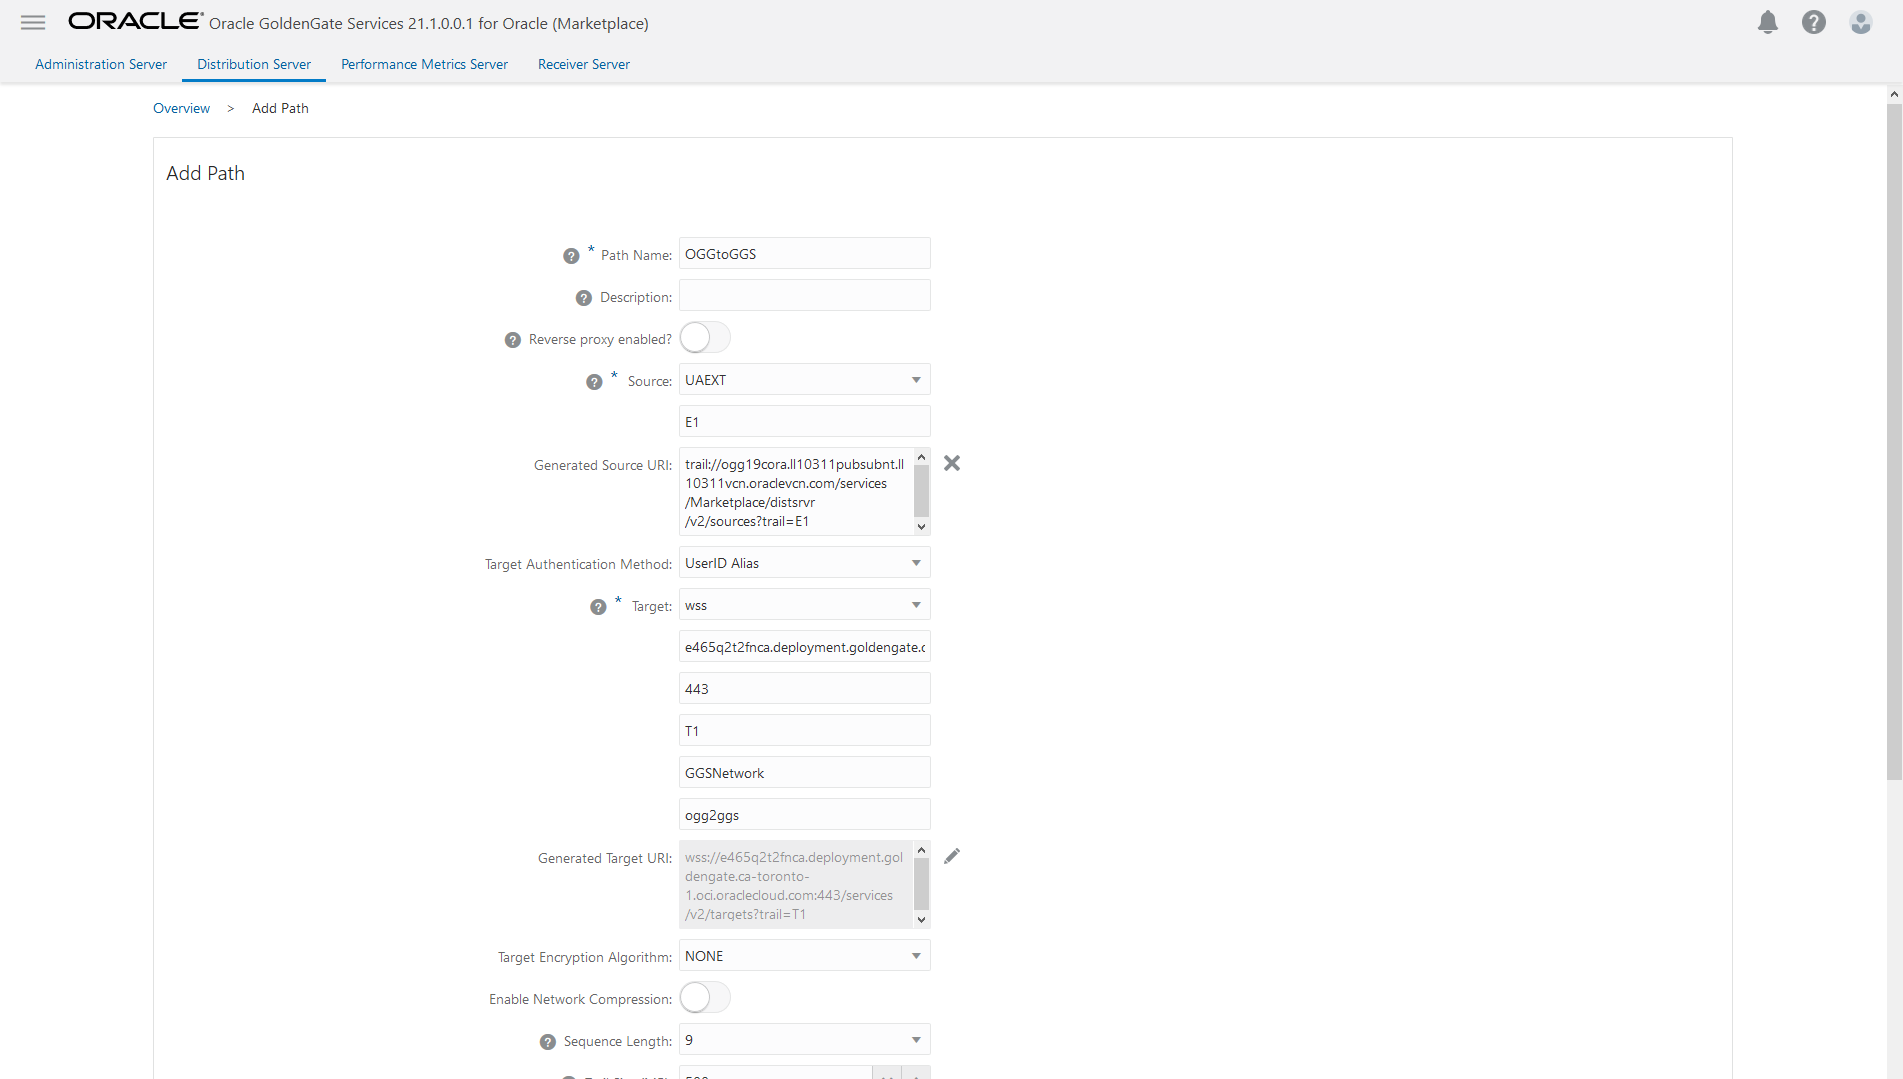 ORACLE Oracle GoldenGate Services 21.1.0.0.1 for Oracle (Marketplace)
Administration Server Distribution Server Performance Metrics Server Receiver Server
Overview > Add Path
Add Path
? * Path Name: OGGtoGGS
? Description:
? Reverse proxy enabled?
? * Source: UAEXT
E1
Generated Source URI: trail://ogg19cora.ll10311pubsubnt.ll
10311vcn.oraclevcn.com/services
/Marketplace/distsrvr
/v2/sources?trail=E1
Target Authentication Method: UserID Alias
? * Target: wss
e465q2t2fnca.deployment.goldengate.c
443
T1
GGSNetwork
ogg2ggs
Generated Target URI: wss://e465q2t2fnca.deployment.gol
dengate.ca-toronto-
1.oci.oraclecloud.com:443/services
/v2/targets?trail=T1
Target Encryption Algorithm: NONE
Enable Network Compression:
? Sequence Length: 9